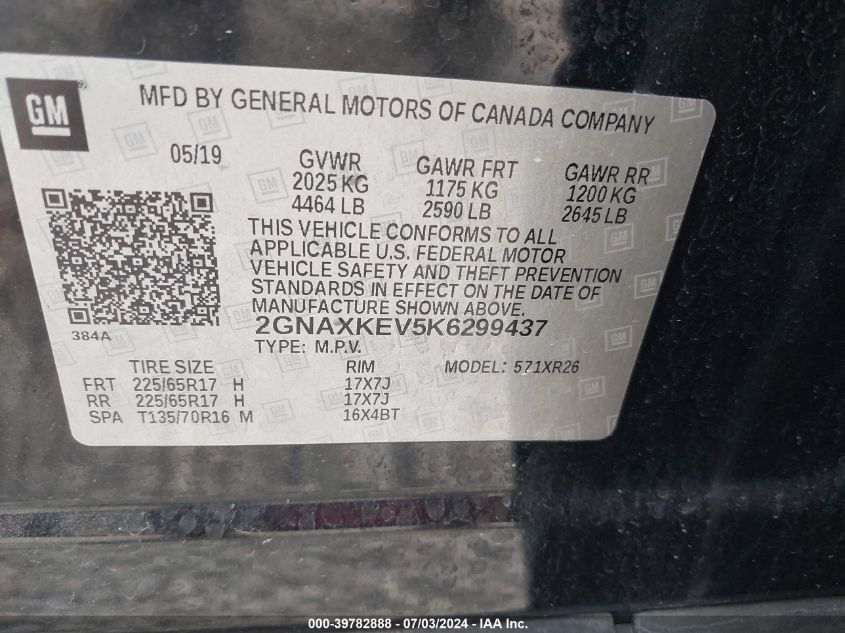 GM
MFD BY GENERAL MOTORS OF CANADA COMPANY
05/19 GVWR GAWR FRT GAWR RR
2025 KG 1175 KG 1200 KG
4464 LB 2590 LB 2645 LB
THIS VEHICLE CONFORMS TO ALL
APPLICABLE U.S. FEDERAL MOTOR
VEHICLE SAFETY AND THEFT PREVENTION
STANDARDS IN EFFECT ON THE DATE OF
MANUFACTURE SHOWN ABOVE.
384A 2GNAXKEV5K6299437
TYPE: M.P.V.
TIRE SIZE RIM MODEL: 571XR26
FRT 225/65R17 H 17X7J
RR 225/65R17 H 17X7J
SPA T135/70R16 M 16X4BT
000-39782888 - 07/03/2024 - IAA Inc.